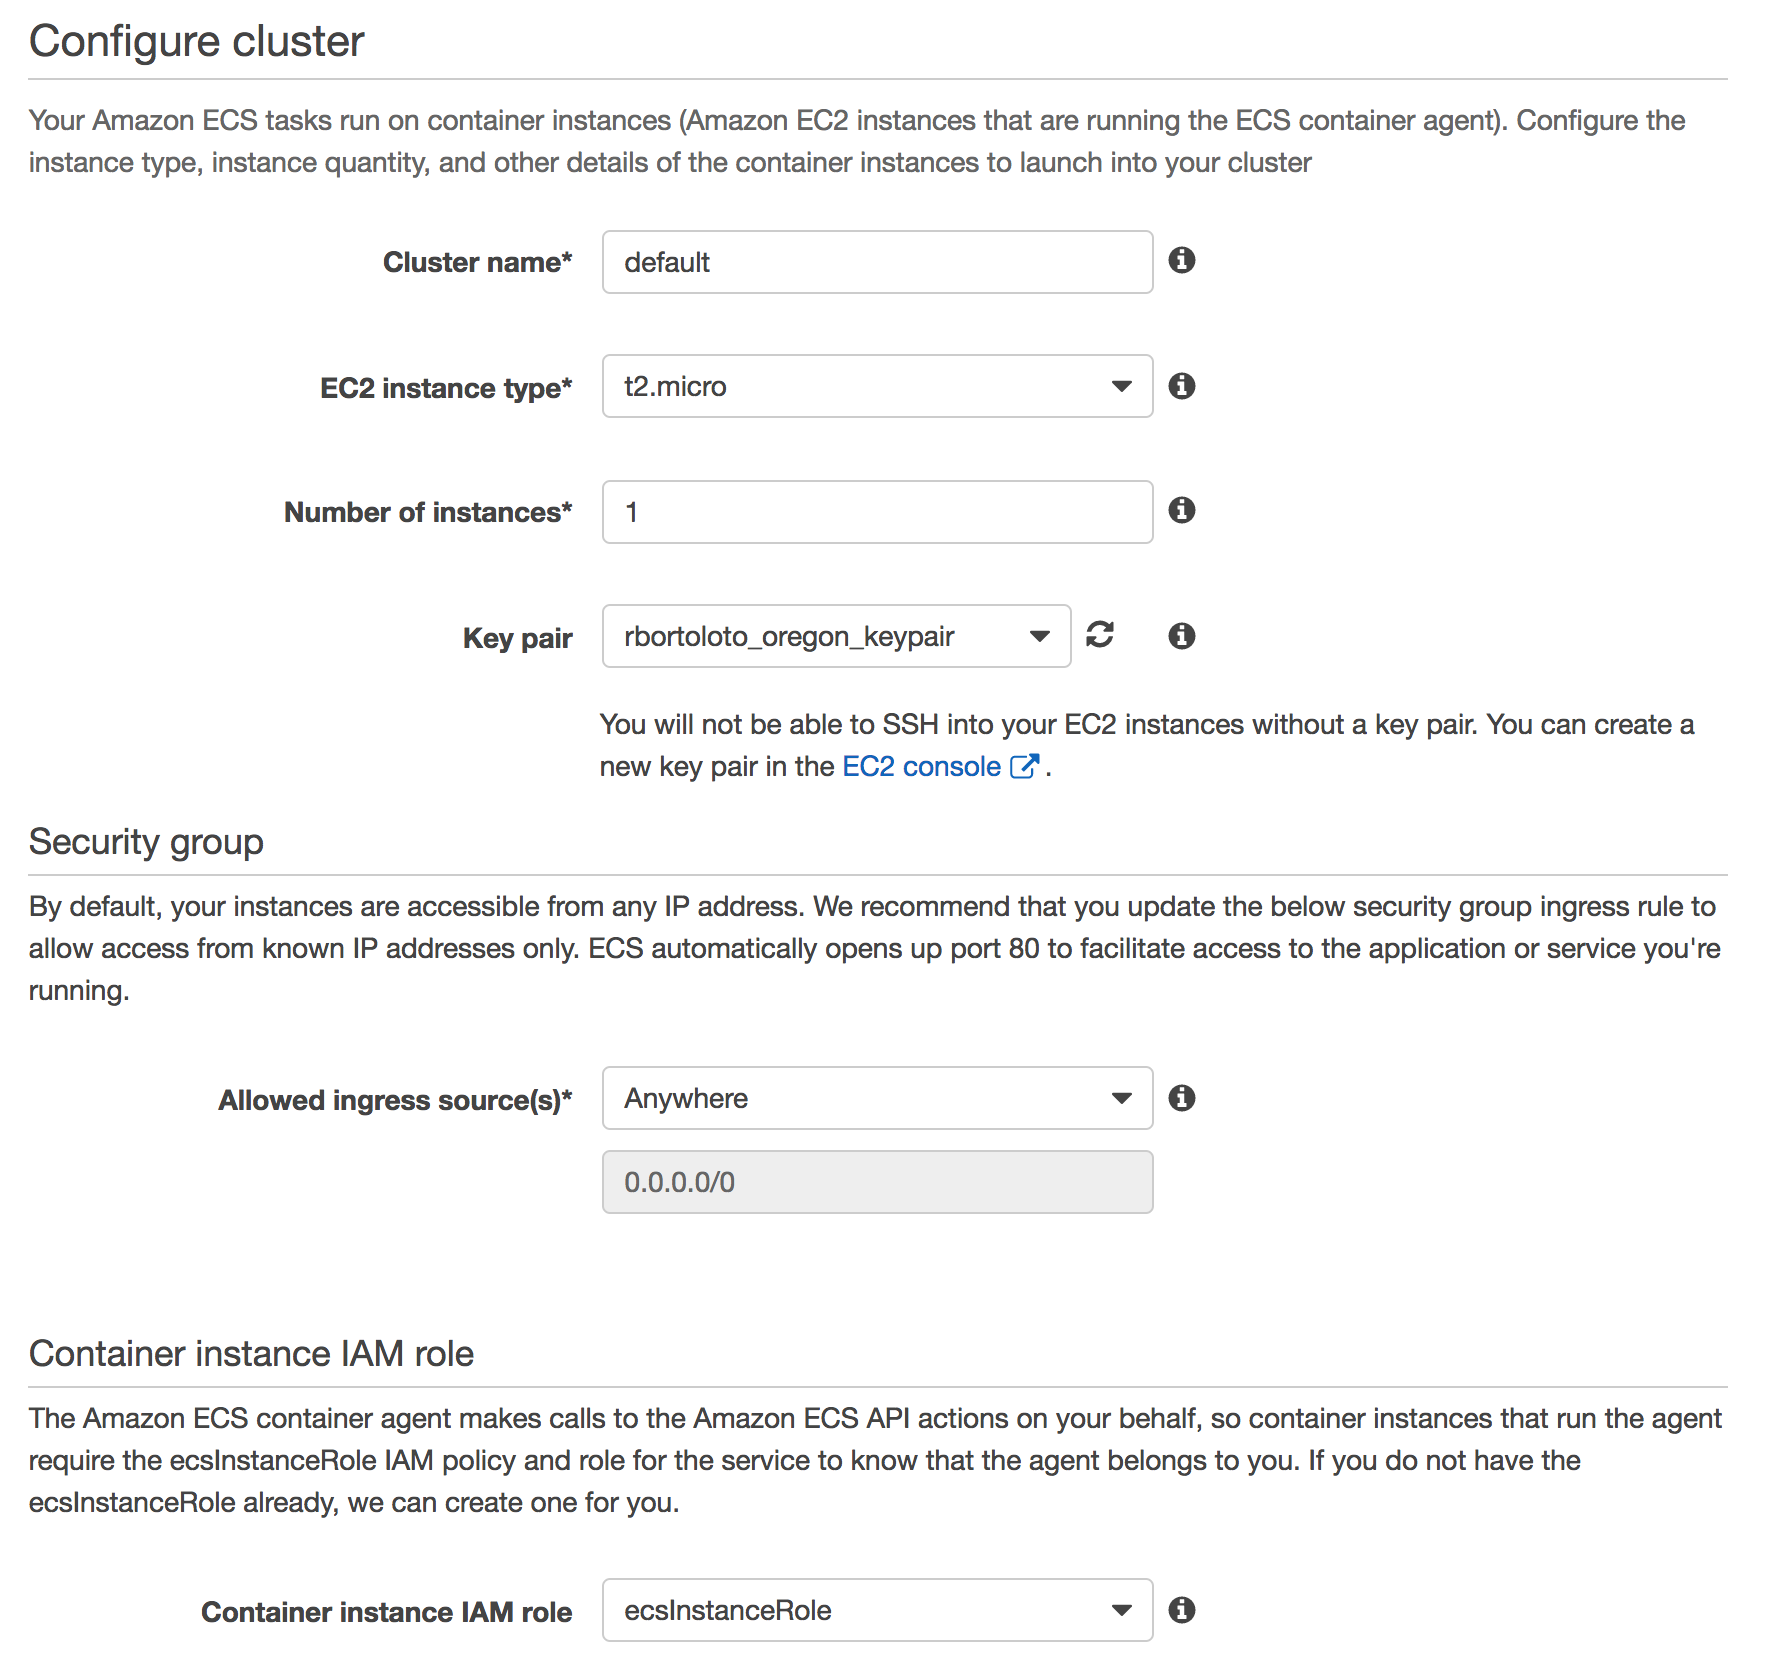 Configure cluster
Your Amazon ECS tasks run on container instances (Amazon EC2 instances that are running the ECS container agent). Configure the
instance type, instance quantity, and other details of the container instances to launch into your cluster
Cluster name* default
EC2 instance type* t2.micro
Number of instances* 1
Key pair rbortoloto_oregon_keypair
You will not be able to SSH into your EC2 instances without a key pair. You can create a
new key pair in the EC2 console .
Security group
By default, your instances are accessible from any IP address. We recommend that you update the below security group ingress rule to
allow access from known IP addresses only. ECS automatically opens up port 80 to facilitate access to the application or service you're
running.
Allowed ingress source(s)* Anywhere
0.0.0.0/0
Container instance IAM role
The Amazon ECS container agent makes calls to the Amazon ECS API actions on your behalf, so container instances that run the agent
require the ecsInstanceRole IAM policy and role for the service to know that the agent belongs to you. If you do not have the
ecsInstanceRole already, we can create one for you.
Container instance IAM role ecsInstanceRole